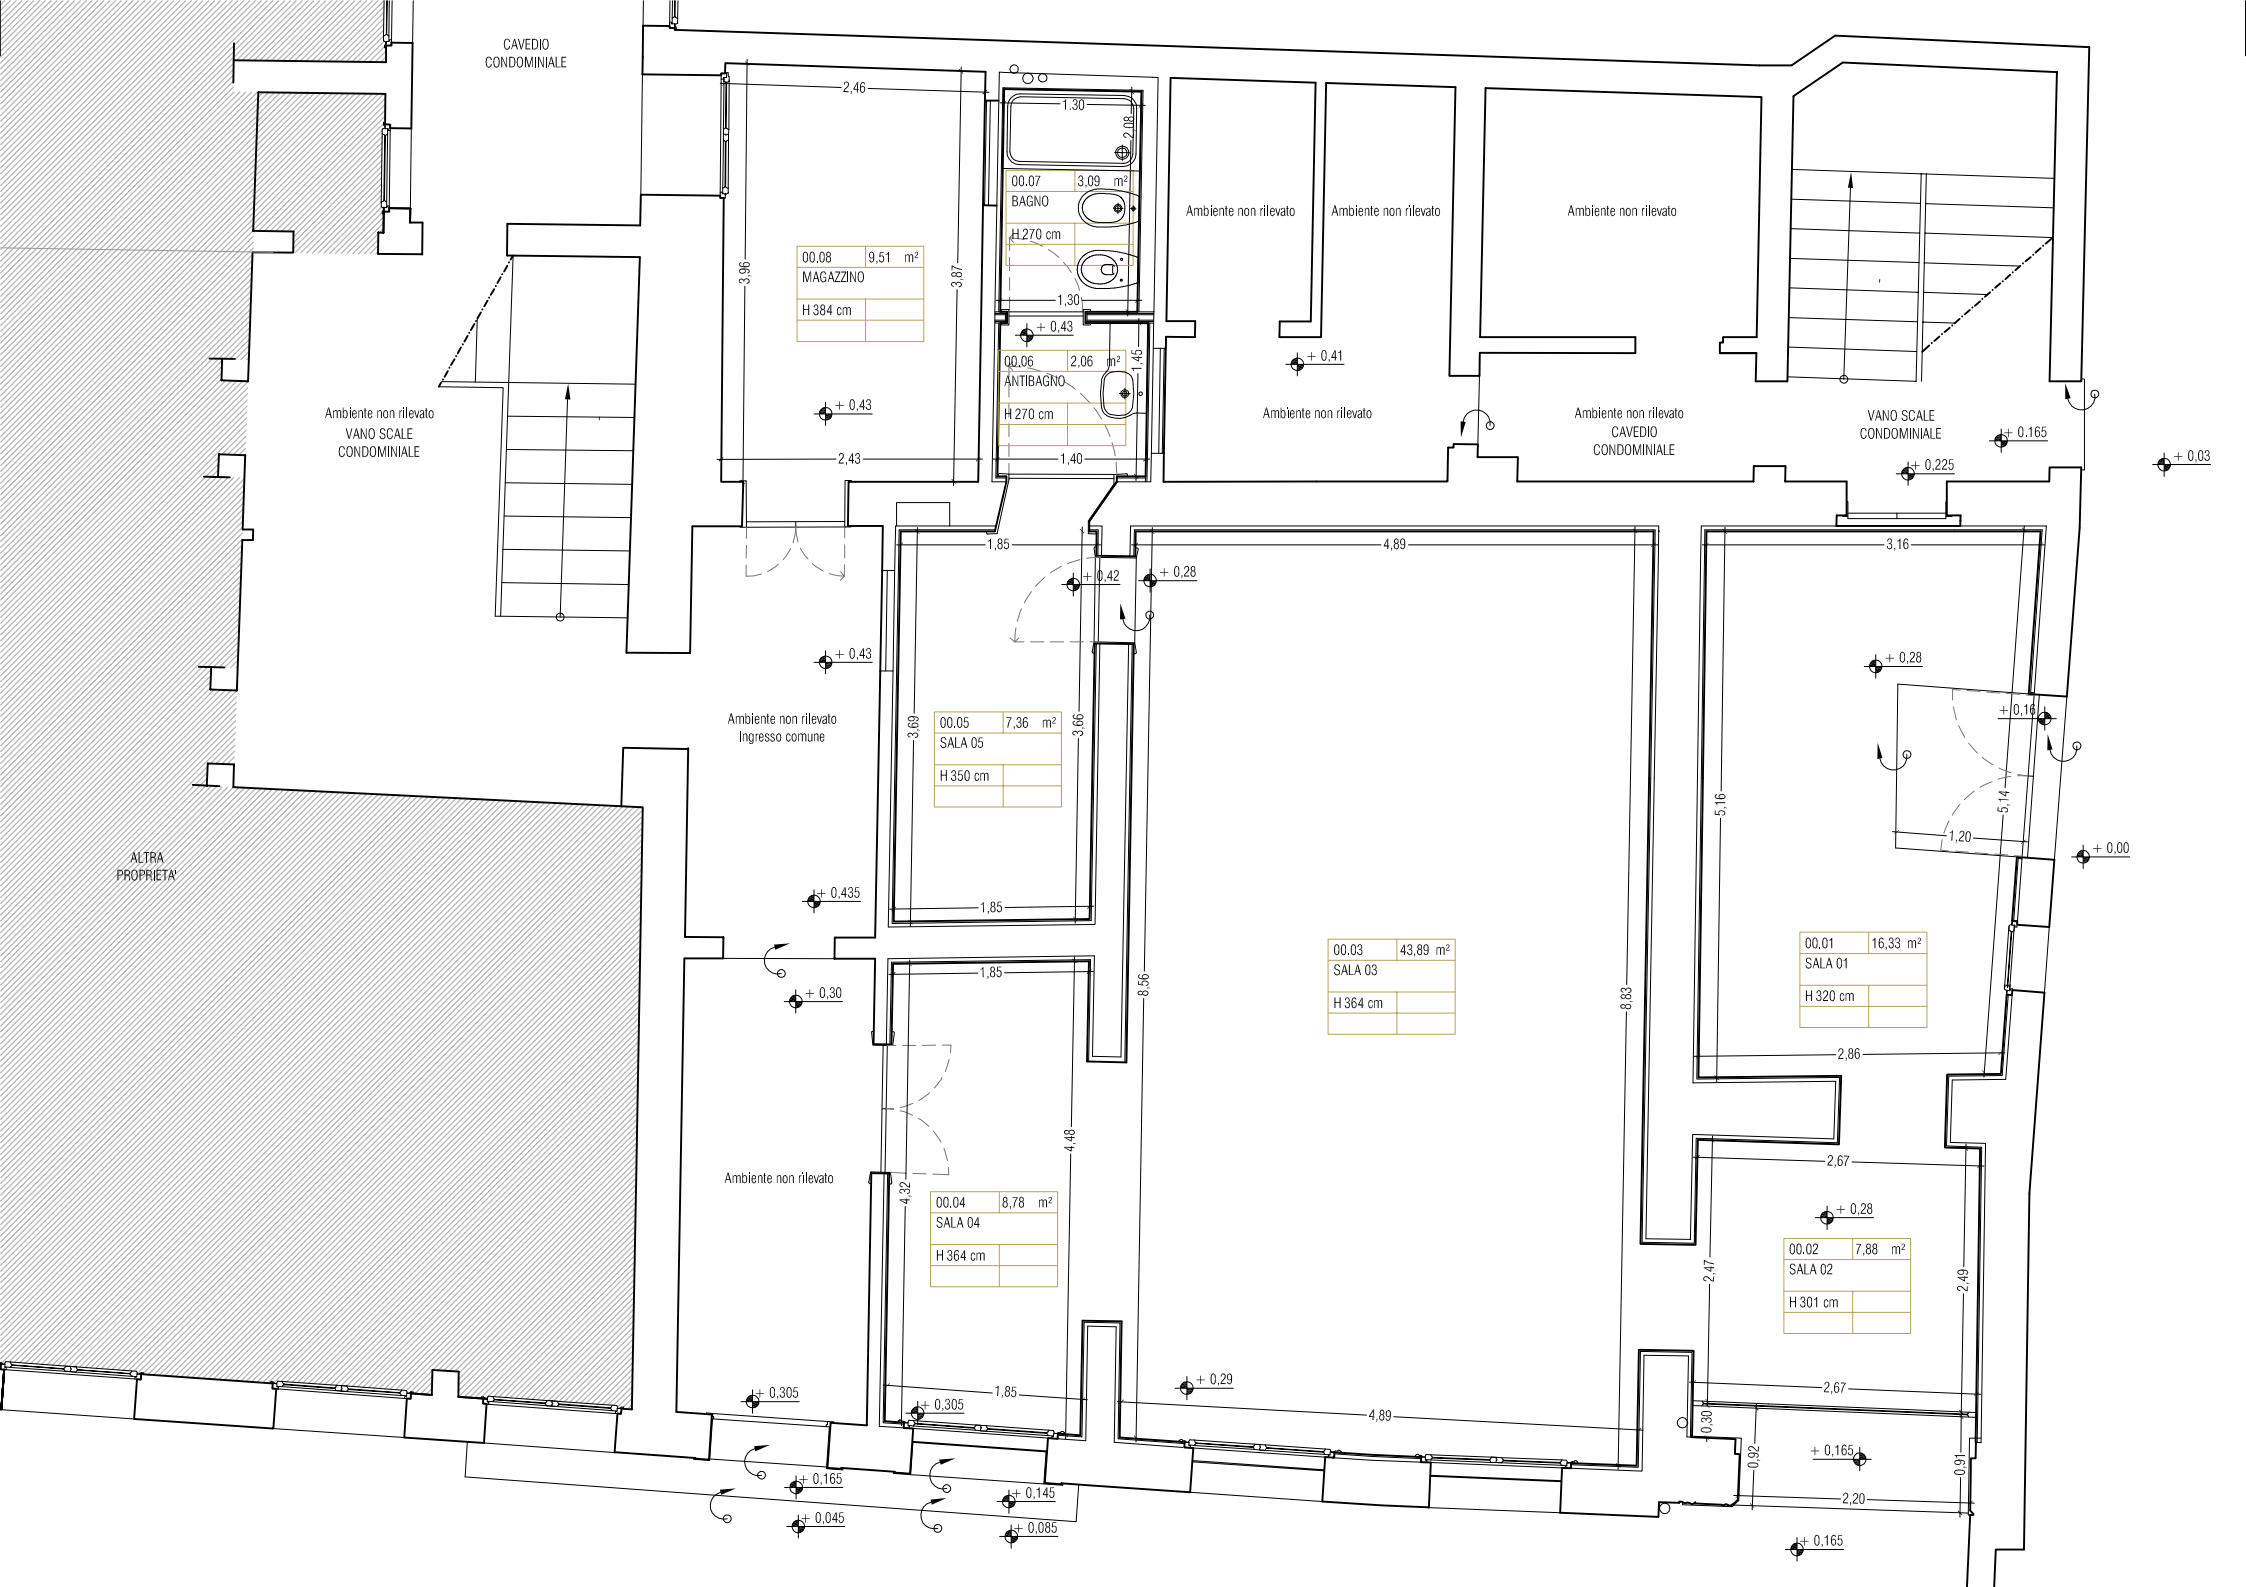 CAVEDIO
CONDOMINIALE
2,46
1.30
2,08
00.07 3,09 m²
BAGNO
H 270 cm
1,30
Ambiente non rilevato
Ambiente non rilevato
Ambiente non rilevato
3,96
3,87
00.08 9,51 m²
MAGAZZINO
H 384 cm
+ 0,43
+ 0,43
2,43
00.06 2,06 m²
ANTIBAGNO
H 270 cm
1,45
1,40
+ 0,41
Ambiente non rilevato
VANO SCALE
CONDOMINIALE
Ambiente non rilevato
Ambiente non rilevato
CAVEDIO
CONDOMINIALE
VANO SCALE
CONDOMINIALE
+ 0.165
+ 0,225
+ 0,03
1,85
4,89
3,16
+ 0,42
+ 0,28
+ 0,43
+ 0,28
+ 0,16
Ambiente non rilevato
Ingresso comune
3,69
3,66
00.05 7,36 m²
SALA 05
H 350 cm
5,16
5,14
1,20
+ 0,00
ALTRA
PROPRIETA'
+ 0,435
1,85
00.03 43,89 m²
SALA 03
H 364 cm
00.01 16,33 m²
SALA 01
H 320 cm
1,85
+ 0,30
8,56
8,83
2,86
4,48
4,32
Ambiente non rilevato
00.04 8,78 m²
SALA 04
H 364 cm
2,67
+ 0,28
00.02 7,88 m²
SALA 02
H 301 cm
2,47
2,49
+ 0,305
1,85
+ 0,305
+ 0,29
4,89
2,67
0,30
0,92
+ 0,165
0,91
2,20
+ 0,165
+ 0,045
+ 0,145
+ 0,085
+ 0,165